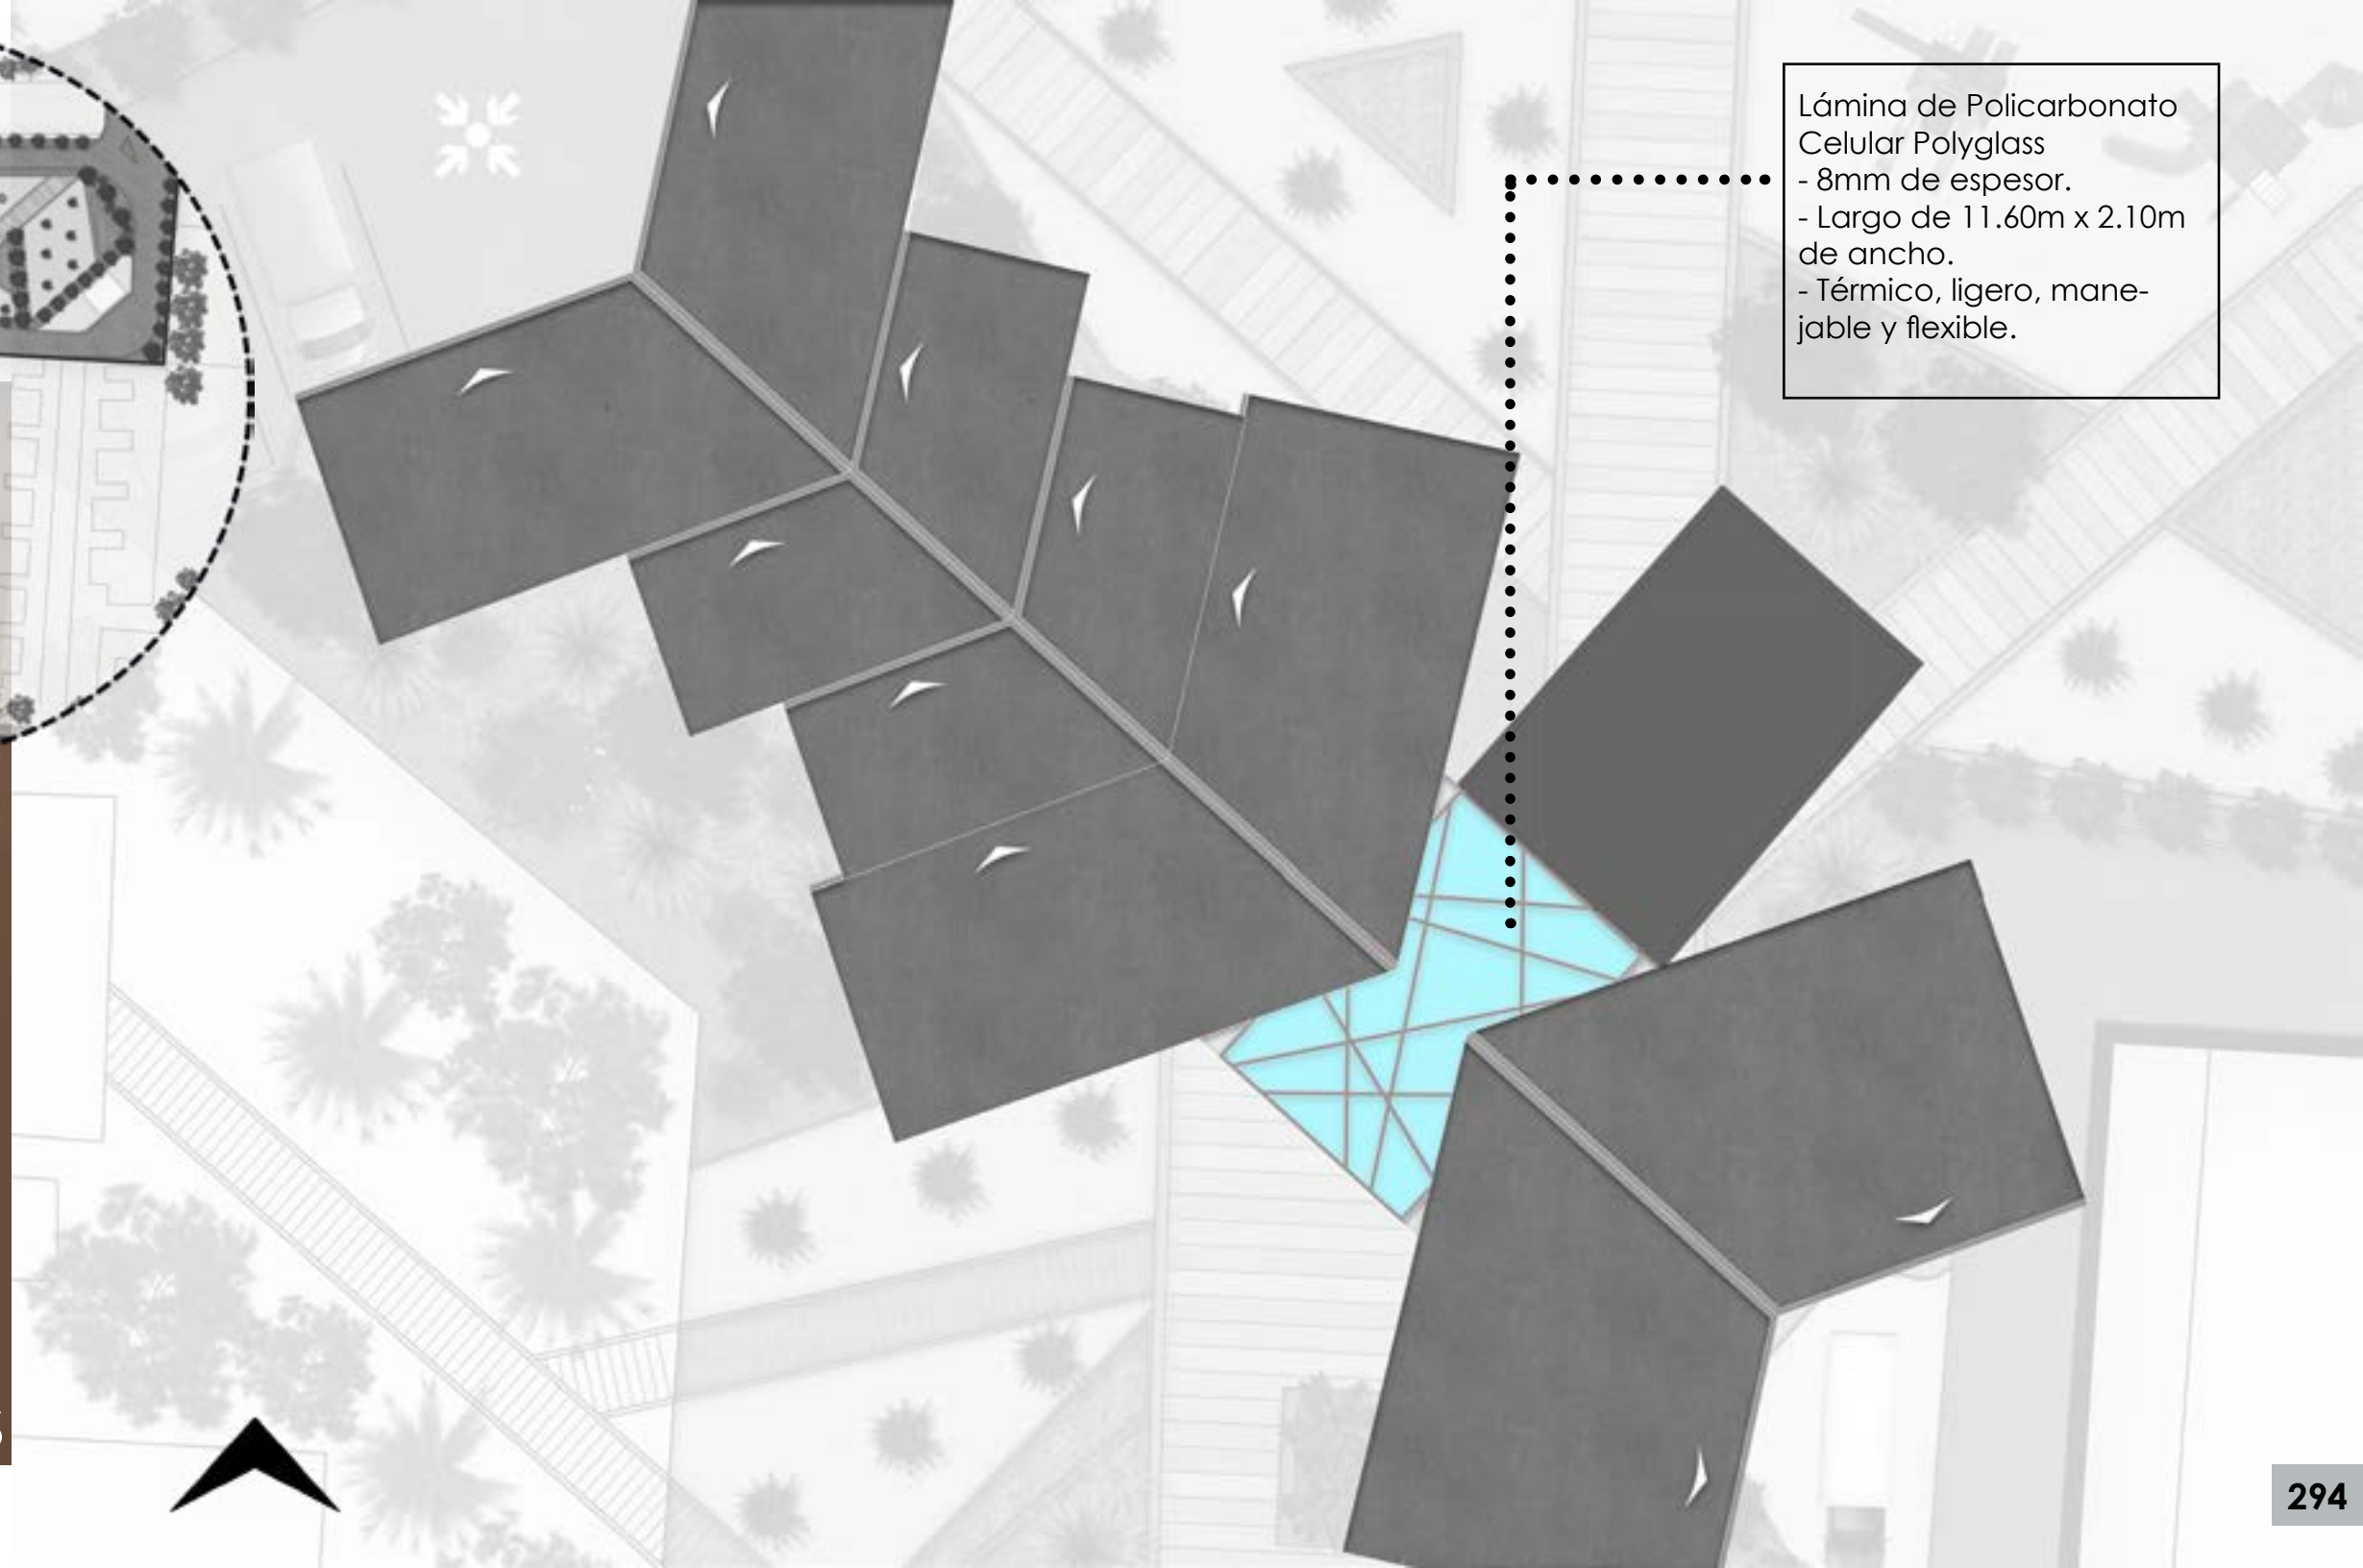 Lámina de Policarbonato
Celular Polyglass
- 8mm de espesor.
- Largo de 11.60m x 2.10m
de ancho.
- Térmico, ligero, mane-
jable y flexible.
294